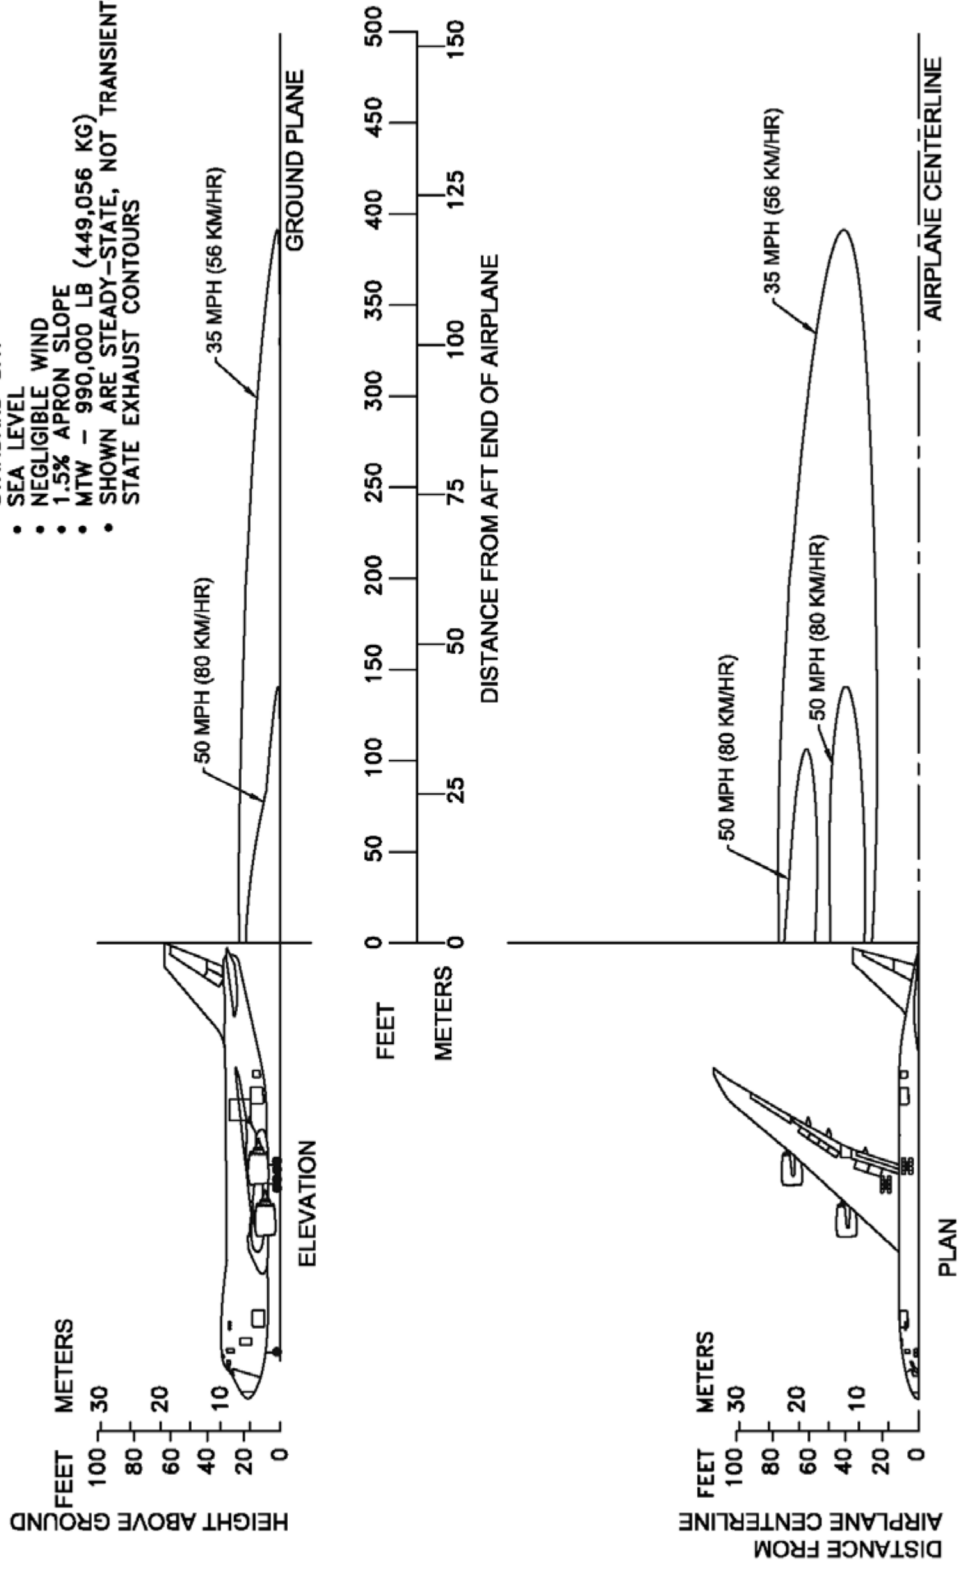 • SEA LEVEL
• NEGLIGIBLE WIND
• 1.5% APRON SLOPE
• MTW - 990,000 LB (449,056 KG)
• SHOWN ARE STEADY-STATE, NOT TRANSIENT
STATE EXHAUST CONTOURS
HEIGHT ABOVE GROUND
FEET
METERS
100
80
60
40
20
0
30
20
10
50 MPH (80 KM/HR)
35 MPH (56 KM/HR)
GROUND PLANE
ELEVATION
FEET
0 50 100 150 200 250 300 350 400 450 500
METERS
0 25 50 75 100 125 150
DISTANCE FROM AFT END OF AIRPLANE
DISTANCE FROM
AIRPLANE CENTERLINE
FEET
METERS
100
80
60
40
20
0
30
20
10
50 MPH (80 KM/HR)
50 MPH (80 KM/HR)
35 MPH (56 KM/HR)
AIRPLANE CENTERLINE
PLAN